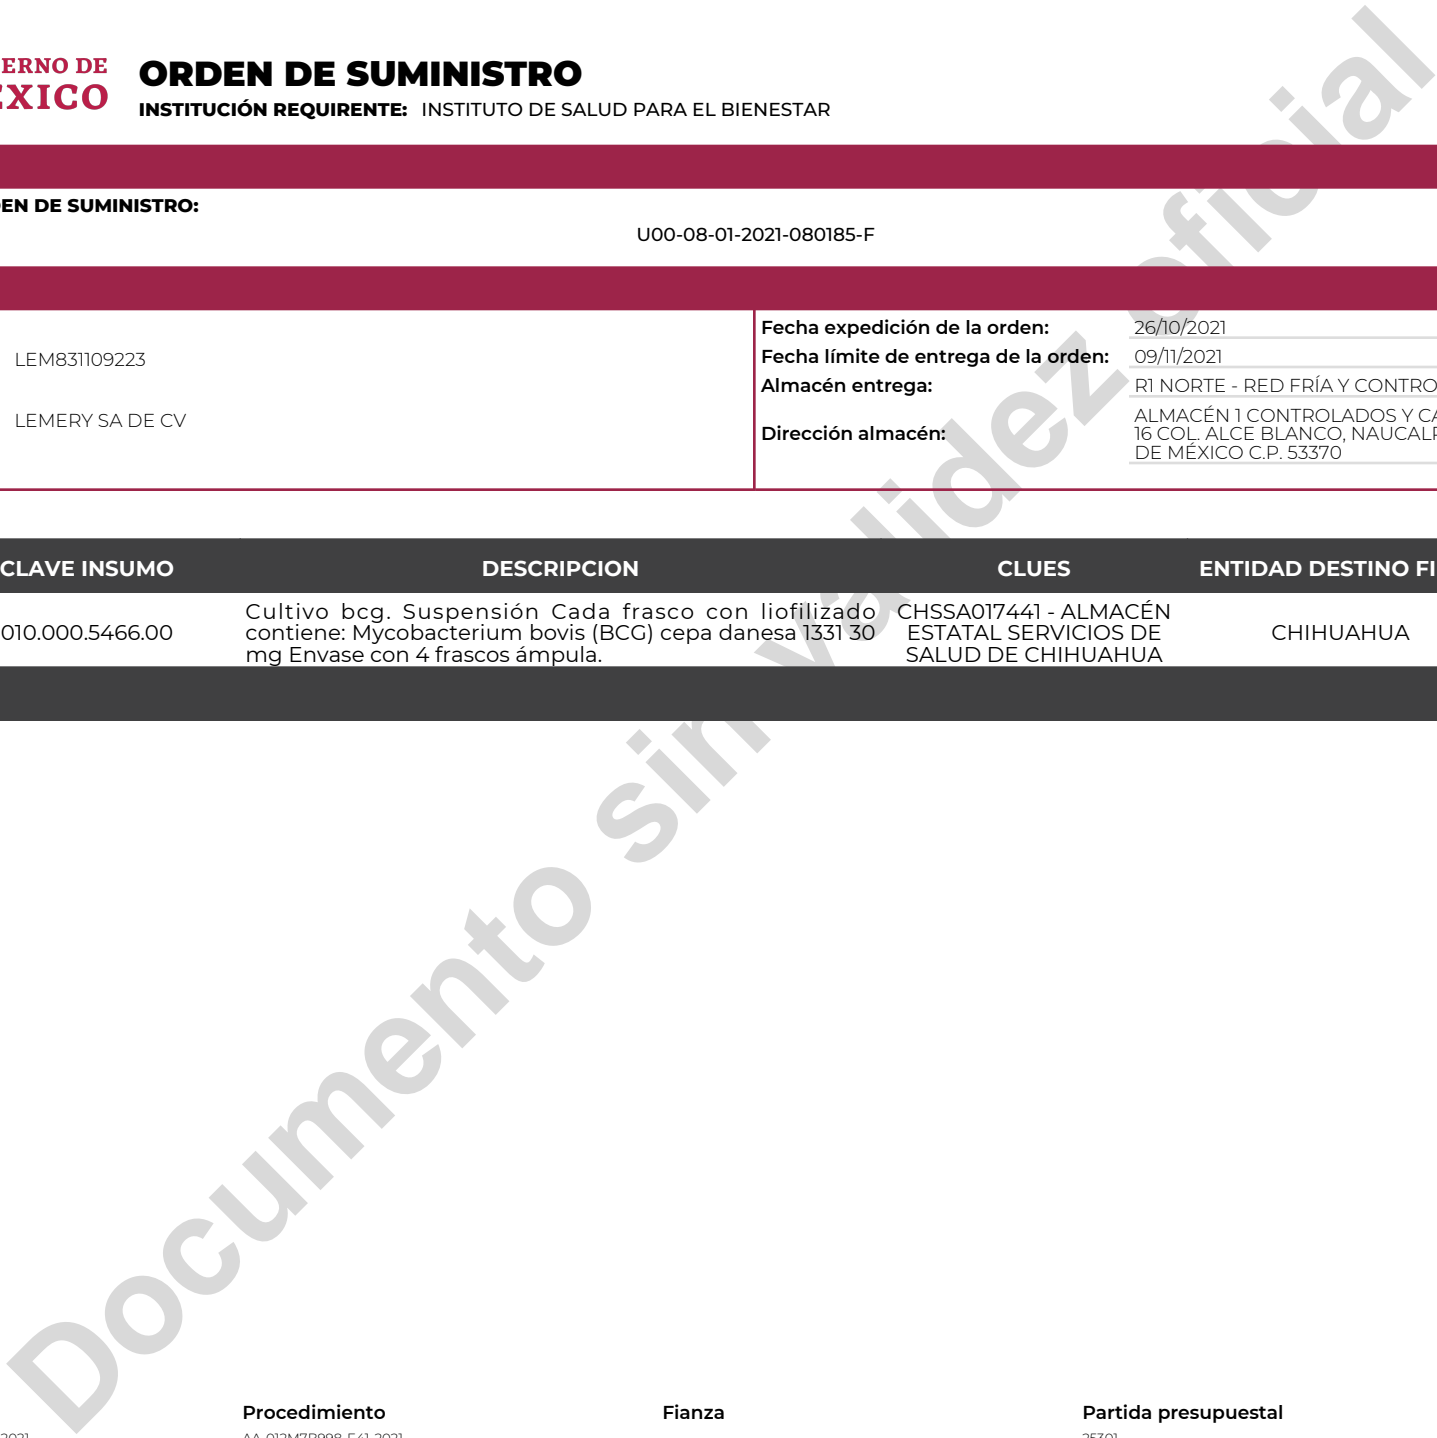 ERNO DE
ÉXICO
ORDEN DE SUMINISTRO
INSTITUCIÓN REQUIRENTE: INSTITUTO DE SALUD PARA EL BIENESTAR
EN DE SUMINISTRO:
U00-08-01-2021-080185-F
LEM831109223
LEMERY SA DE CV
Fecha expedición de la orden: 26/10/2021
Fecha límite de entrega de la orden: 09/11/2021
Almacén entrega: R1 NORTE - RED FRÍA Y CONTRO
Dirección almacén: ALMACÉN 1 CONTROLADOS Y CA
16 COL. ALCE BLANCO, NAUCALP
DE MÉXICO C.P. 53370
CLAVE INSUMO DESCRIPCION CLUES ENTIDAD DESTINO FI
010.000.5466.00
Cultivo bcg. Suspensión Cada frasco con liofilizado
contiene: Mycobacterium bovis (BCG) cepa danesa 1331 30
mg Envase con 4 frascos ámpula.
CHSSA017441 - ALMACÉN
ESTATAL SERVICIOS DE
SALUD DE CHIHUAHUA
CHIHUAHUA
Documento sin validez oficial
Procedimiento Fianza Partida presupuestal